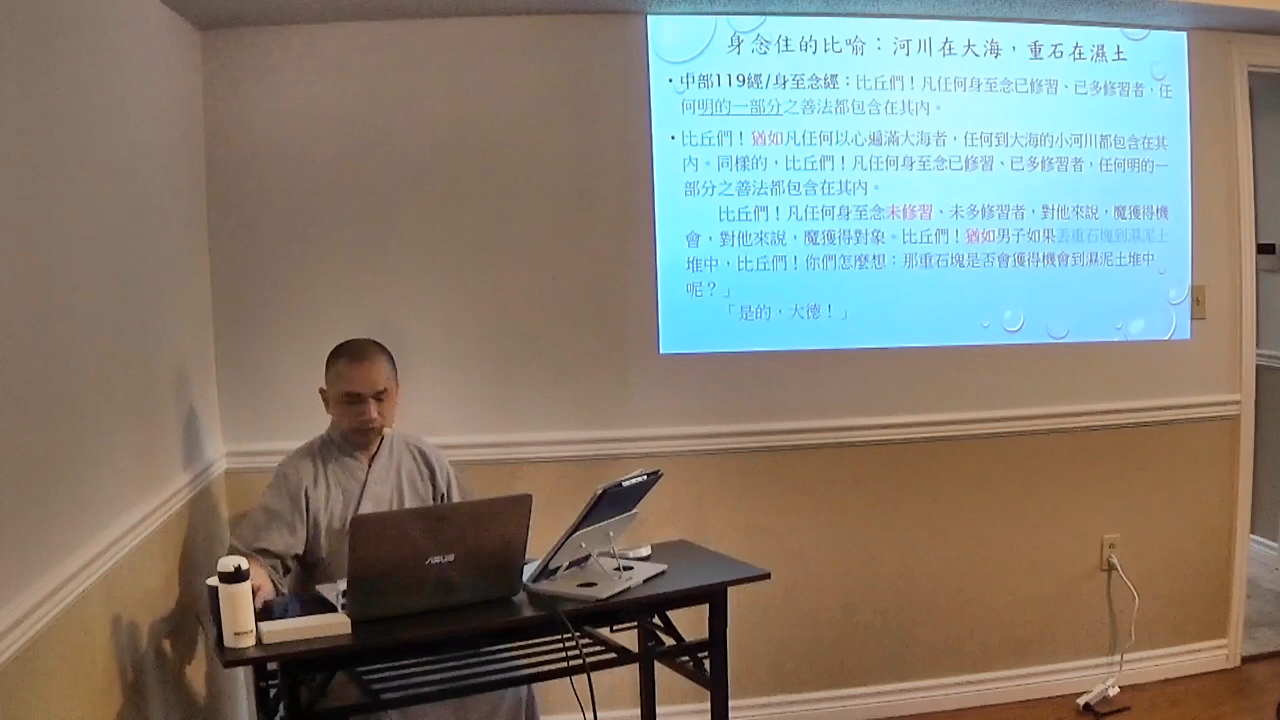 身念住的比喻：河川在大海，重石在濕土
•中部119經/身至念經：比丘們！凡任何身至念已修習、已多修習者，任
何明的一部分之善法都包含在其內。
•比丘們！猶如凡任何以心遍滿大海者，任何到大海的小河川都包含在其
內。同樣的，比丘們！凡任何身至念已修習、已多修習者，任何明的一
部分之善法都包含在其內。
比丘們！凡任何身至念未修習、未多修習者，對他來說，魔獲得機
會，對他來說，魔獲得對象。比丘們！猶如男子如果丟重石塊到濕泥土
堆中，比丘們！你們怎麼想：那重石塊是否會獲得機會到濕泥土堆中
呢？」
「是的，大德！」
ASUS